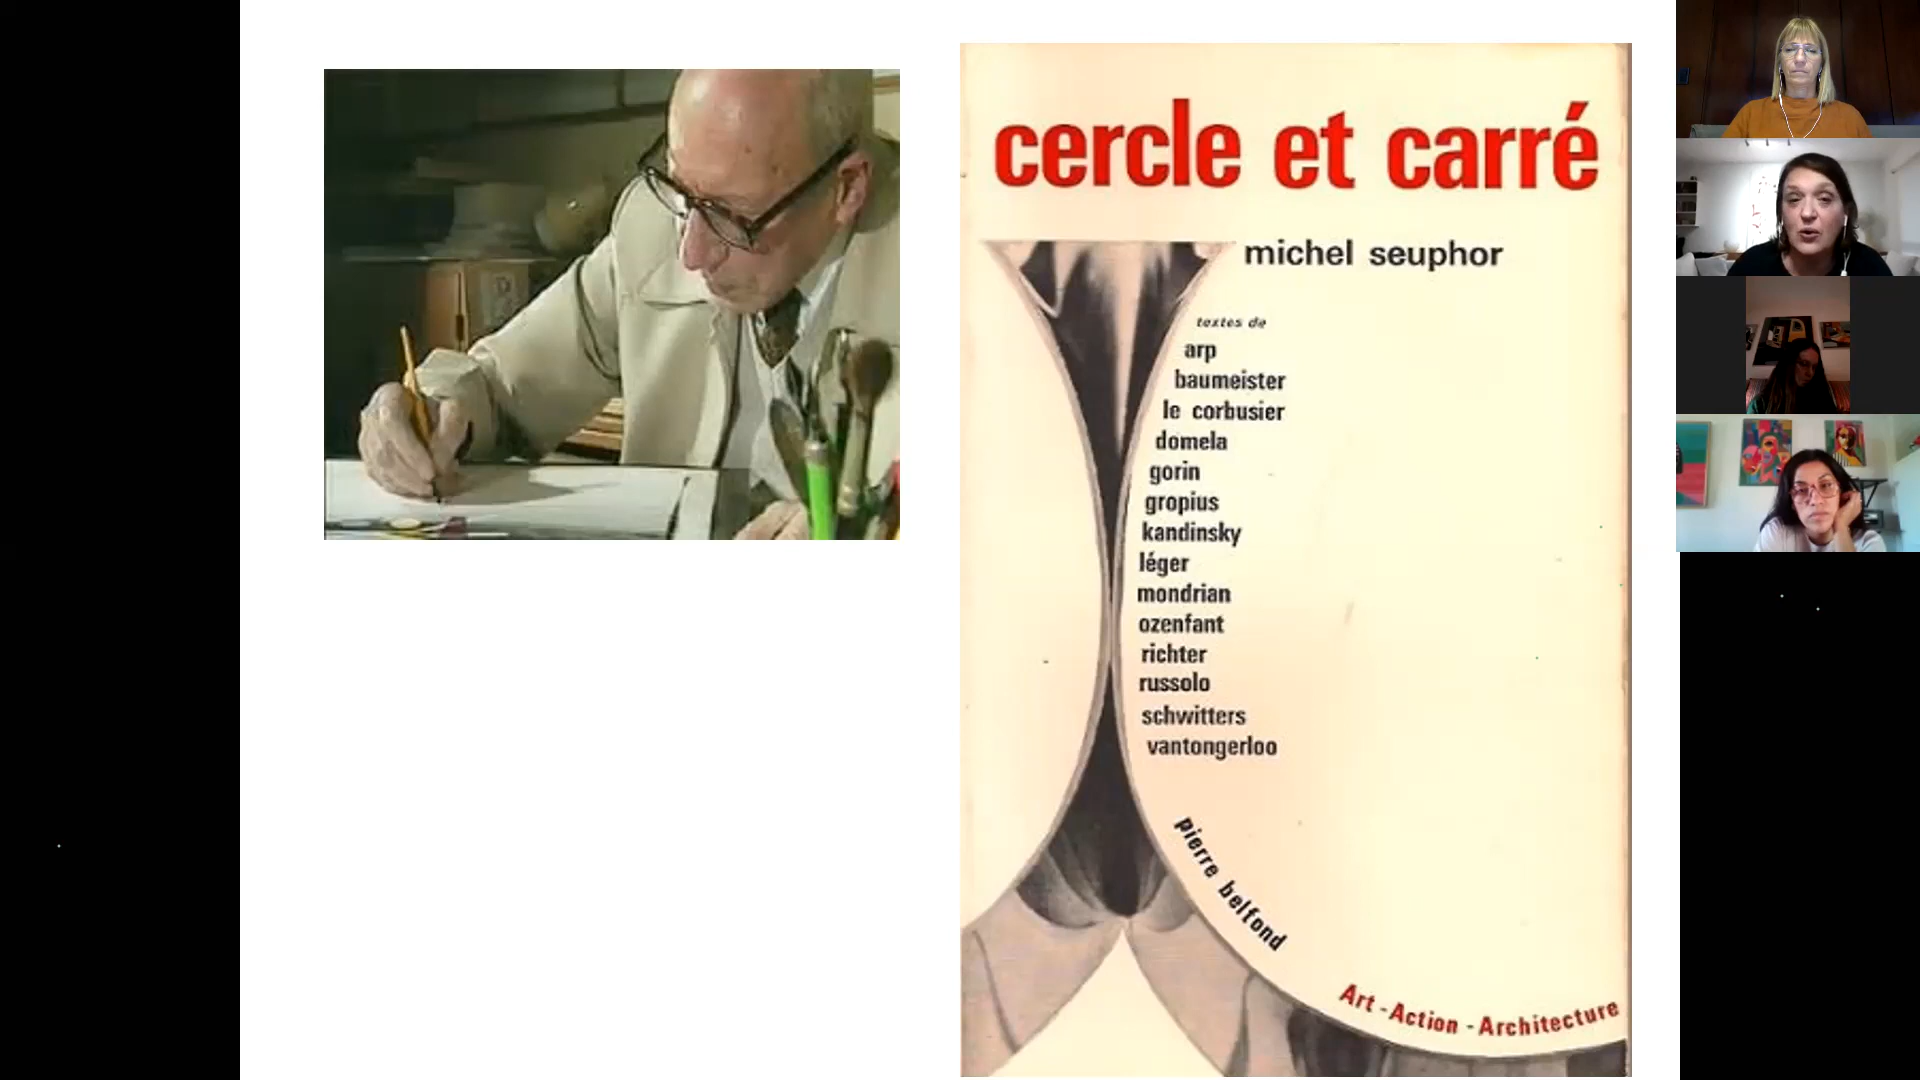 cercle et carré
michel seuphor
textes de
arp
baumeister
le corbusier
domela
gorin
gropius
kandinsky
léger
mondrian
ozenfant
richter
russolo
schwitters
vantongerloo
pierre belfond
Art - Action - Architecture